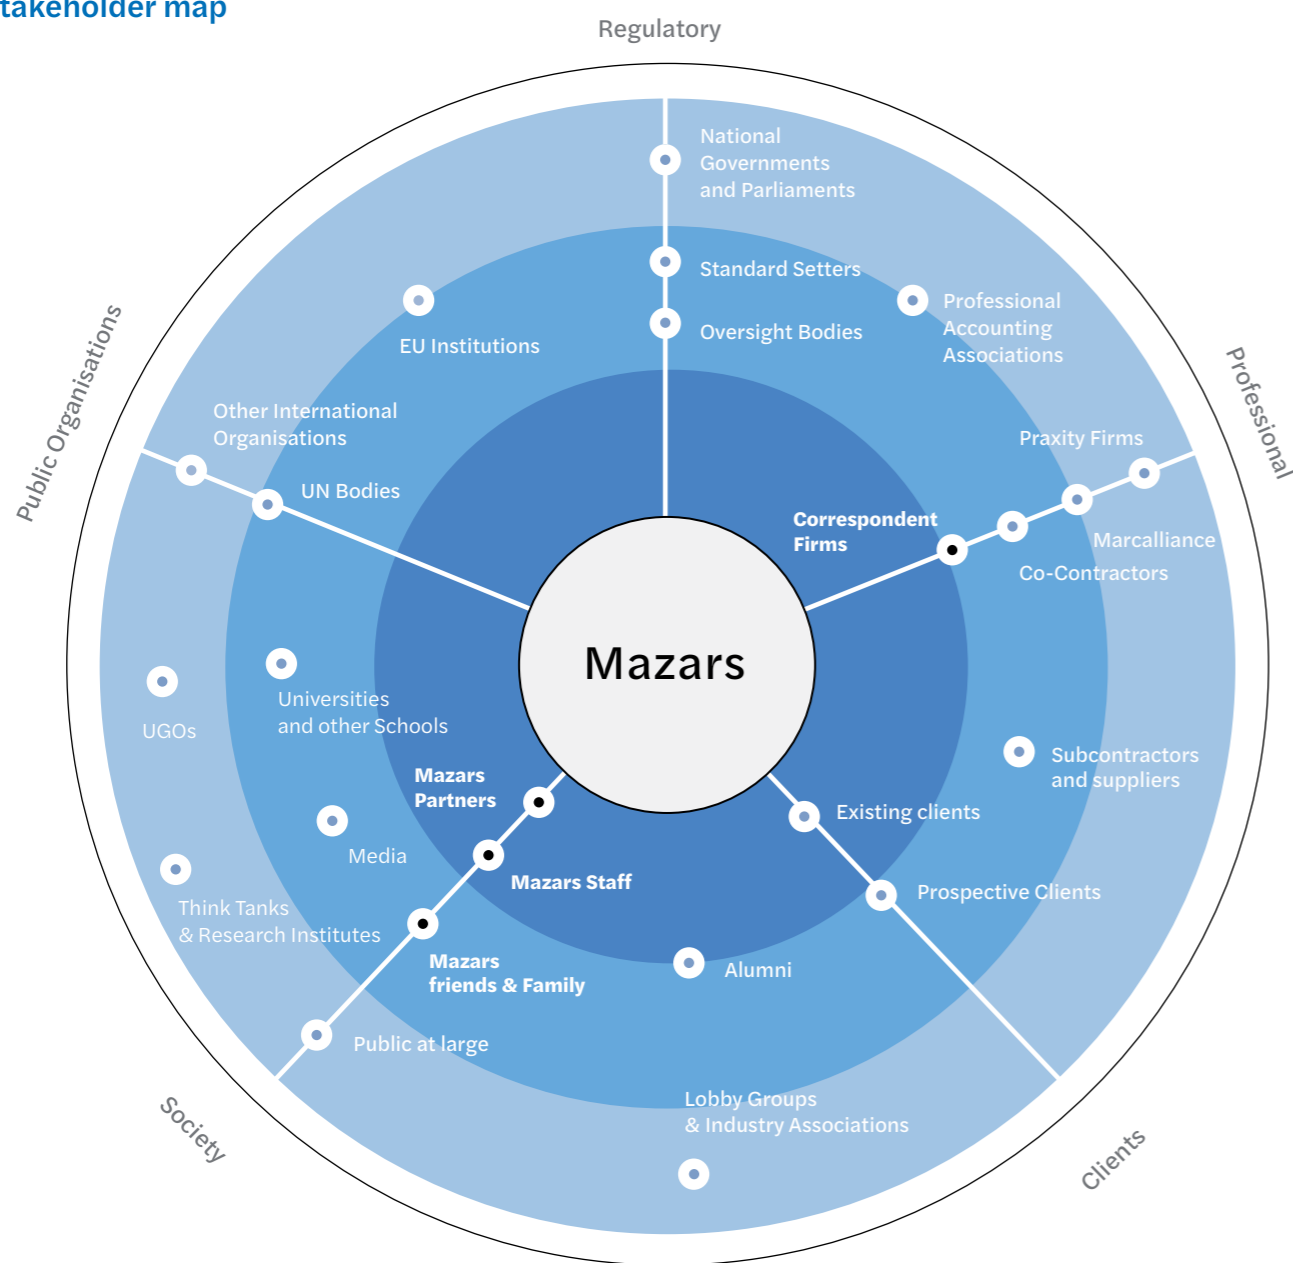 takeholder map
Regulatory
National
Governments
and Parliaments
Standard Setters
Oversight Bodies
Professional
Accounting
Associations
EU Institutions
Public Organisations
Other International
Organisations
UN Bodies
Professional
Praxity Firms
Correspondent
Firms
Marcalliance
Co-Contractors
Mazars
Universities
and other Schools
UGOs
Mazars
Partners
Subcontractors
and suppliers
Existing clients
Media
Mazars Staff
Prospective Clients
Think Tanks
& Research Institutes
Mazars
friends & Family
Alumni
Public at large
Lobby Groups
& Industry Associations
Society
Clients